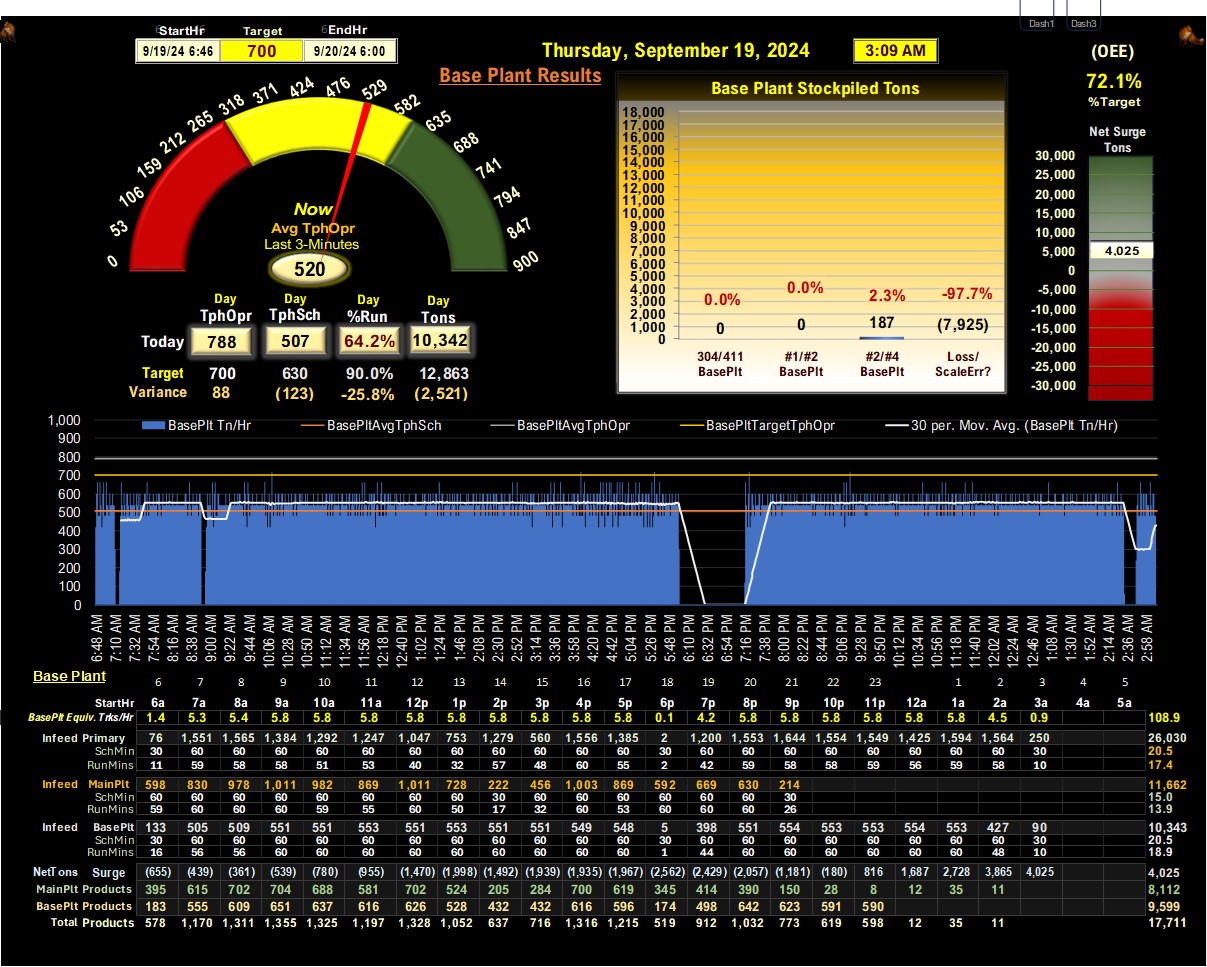 Dash1 Dash3
StartHr Target EndHr
9/19/24 6:46 700 9/20/24 6:00
Thursday, September 19, 2024 3:09 AM
(OEE)
72.1%
%Target
Base Plant Results
0 53 106 159 212 265 318 371 424 476 529 582 635 688 741 794 847 900
Now
Avg TphOpr
Last 3-Minutes
520
Day Day Day Day
TphOpr TphSch %Run Tons
Today 788 507 64.2% 10,342
Target 700 630 90.0% 12,863
Variance 88 (123) -25.8% (2,521)
Base Plant Stockpiled Tons
18,000
17,000
16,000
15,000
14,000
13,000
12,000
11,000
10,000
9,000
8,000
7,000
6,000
5,000
4,000
3,000
2,000
1,000
0
0.0% 0.0% 2.3% -97.7%
0 0 187 (7,925)
304/411 #1/#2 #2/#4 Loss/
BasePlt BasePlt BasePlt ScaleErr?
Net Surge
Tons
30,000
25,000
20,000
15,000
10,000
5,000
0
-5,000
-10,000
-15,000
-20,000
-25,000
-30,000
4,025
BasePlt Tn/Hr BasePltAvgTphSch BasePltAvgTphOpr BasePltTargetTphOpr 30 per. Mov. Avg. (BasePlt Tn/Hr)
1,000
900
800
700
600
500
400
300
200
100
0
6:48 AM 7:10 AM 7:32 AM 7:54 AM 8:16 AM 8:38 AM 9:00 AM 9:22 AM 9:44 AM 10:06 AM 10:28 AM 10:50 AM 11:12 AM 11:34 AM 11:56 AM 12:18 PM 12:40 PM 1:02 PM 1:24 PM 1:46 PM 2:08 PM 2:30 PM 2:52 PM 3:14 PM 3:36 PM 3:58 PM 4:20 PM 4:42 PM 5:04 PM 5:26 PM 5:48 PM 6:10 PM 6:32 PM 6:54 PM 7:16 PM 7:38 PM 8:00 PM 8:22 PM 8:44 PM 9:06 PM 9:28 PM 9:50 PM 10:12 PM 10:34 PM 10:56 PM 11:18 PM 11:40 PM 12:02 AM 12:24 AM 12:46 AM 1:08 AM 1:30 AM 1:52 AM 2:14 AM 2:36 AM 2:58 AM
Base Plant
6 7 8 9 10 11 12 13 14 15 16 17 18 19 20 21 22 23 1 2 3 4 5
StartHr 6a 7a 8a 9a 10a 11a 12p 1p 2p 3p 4p 5p 6p 7p 8p 9p 10p 11p 12a 1a 2a 3a 4a 5a
BasePlt Equiv. Trks/Hr 1.4 5.3 5.4 5.8 5.8 5.8 5.8 5.8 5.8 5.8 5.8 5.8 0.1 4.2 5.8 5.8 5.8 5.8 5.8 5.8 4.5 0.9 108.9
Infeed Primary 76 1,551 1,565 1,384 1,292 1,247 1,047 753 1,279 560 1,556 1,385 2 1,200 1,553 1,644 1,554 1,549 1,425 1,594 1,564 250 26,030
SchMin 30 60 60 60 60 60 60 60 60 60 60 60 30 60 60 60 60 60 60 60 60 30 20.5
RunMins 11 59 58 58 51 53 40 32 57 48 60 55 2 42 59 60 58 58 55 59 58 10 17.4
Infeed MainPlt 598 830 978 1,011 982 869 1,011 728 222 456 1,003 869 592 669 630 214 11,662
SchMin 60 60 60 60 60 60 60 60 30 60 60 60 60 60 60 30 15.0
RunMins 59 60 60 60 59 55 60 50 17 32 60 53 60 60 60 26 13.9
Infeed BasePlt 133 505 509 551 551 553 551 553 551 551 549 548 5 398 551 554 553 553 554 553 427 90 10,343
SchMin 30 60 60 60 60 60 60 60 60 60 60 60 30 60 60 60 60 60 60 60 60 30 20.5
RunMins 16 56 56 60 60 60 60 60 60 60 60 60 1 44 60 60 60 60 60 60 48 10 18.9
NetTons Surge (655) (439) (361) (539) (780) (955) (1,470) (1,998) (1,492) (1,939) (1,935) (1,967) (2,562) (2,429) (2,057) (1,181) (180) 816 1,687 2,728 3,865 4,025 4,025
MainPlt Products 395 615 702 704 688 581 702 524 205 284 700 619 345 414 390 150 28 8 12 35 11 8,112
BasePlt Products 183 555 609 651 637 616 626 528 432 432 616 596 174 498 642 623 591 590 9,599
Total Products 578 1,170 1,311 1,355 1,325 1,197 1,328 1,052 637 716 1,316 1,215 519 912 1,032 773 619 598 12 35 11 17,711